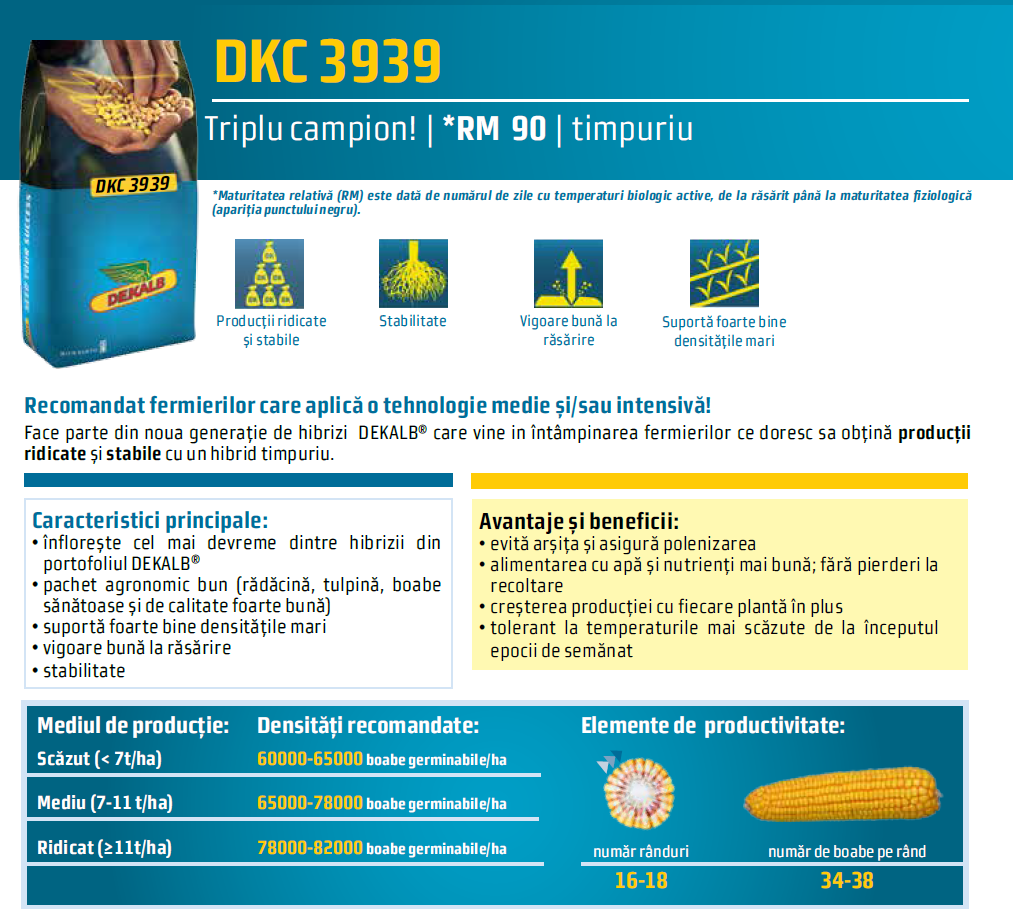 DKC 3939
Triplu campion! | *RM 90 | timpuriu
DKC 3939
SEED YOUR SUCCESS
DEKALB
MONSANTO
*Maturitatea relativă (RM) este dată de numărul de zile cu temperaturi biologic active, de la răsărit până la maturitatea fiziologică
(apariția punctului negru).
Producții ridicate
și stabile
Stabilitate
Vigoare bună la
răsărire
Suportă foarte bine
densitățile mari
Recomandat fermierilor care aplică o tehnologie medie și/sau intensivă!
Face parte din noua generație de hibrizi DEKALB® care vine in întâmpinarea fermierilor ce doresc sa obțină producții
ridicate și stabile cu un hibrid timpuriu.
Caracteristici principale:
• înflorește cel mai devreme dintre hibrizii din
portofoliul DEKALB®
• pachet agronomic bun (rădăcină, tulpină, boabe
sănătoase și de calitate foarte bună)
• suportă foarte bine densitățile mari
• vigoare bună la răsărire
• stabilitate
Avantaje și beneficii:
• evită arșița și asigură polenizarea
• alimentarea cu apă și nutrienți mai bună; fără pierderi la
recoltare
• creșterea producției cu fiecare plantă în plus
• tolerant la temperaturile mai scăzute de la începutul
epocii de semănat
Mediul de producție: Densități recomandate:
Scăzut (< 7t/ha) 60000-65000 boabe germinabile/ha
Mediu (7-11 t/ha) 65000-78000 boabe germinabile/ha
Ridicat (≥11t/ha) 78000-82000 boabe germinabile/ha
Elemente de productivitate:
număr rânduri număr de boabe pe rând
16-18 34-38